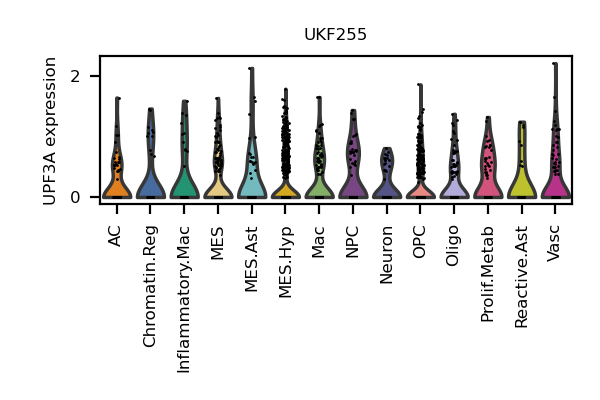 UKF255
UPF3A expression
2
0
AC
Chromatin.Reg
Inflammatory.Mac
MES
MES.Ast
MES.Hyp
Mac
NPC
Neuron
OPC
Oligo
Prolif.Metab
Reactive.Ast
Vasc